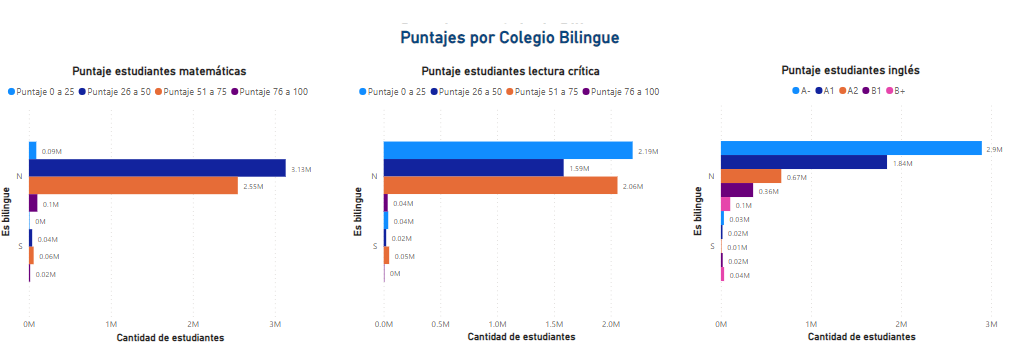 Puntajes por Colegio Bilingue
Puntaje estudiantes matemáticas
Puntaje 0 a 25 Puntaje 26 a 50 Puntaje 51 a 75 Puntaje 76 a 100
Es bilingue
N
S
0.09M
3.13M
2.55M
0.1M
0M
0.04M
0.06M
0.02M
0M 1M 2M 3M
Cantidad de estudiantes
Puntaje estudiantes lectura crítica
Puntaje 0 a 25 Puntaje 26 a 50 Puntaje 51 a 75 Puntaje 76 a 100
Es bilingue
N
S
2.19M
1.59M
2.06M
0.04M
0.04M
0.02M
0.05M
0M
0.0M 0.5M 1.0M 1.5M 2.0M
Cantidad de estudiantes
Puntaje estudiantes inglés
A- A1 A2 B1 B+
Es bilingue
N
S
2.9M
1.84M
0.67M
0.36M
0.1M
0.03M
0.02M
0.01M
0.02M
0.04M
0M 1M 2M 3M
Cantidad de estudiantes